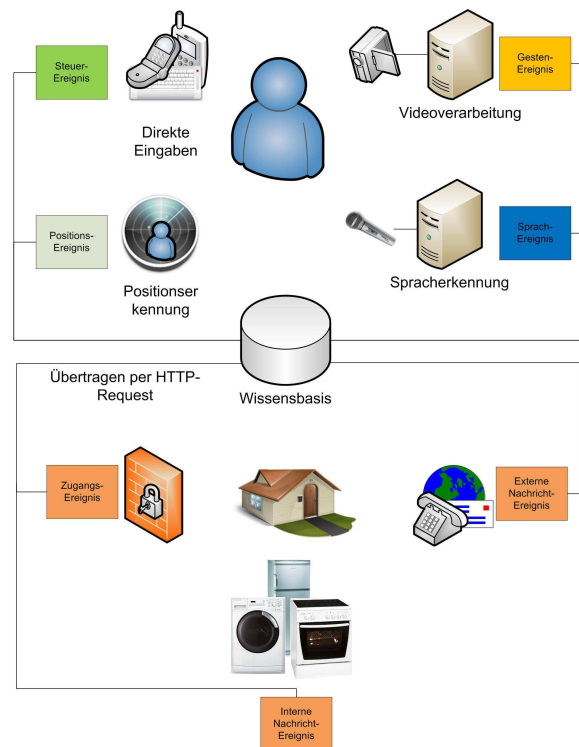 Steuer-
Ereignis
Direkte
Eingaben
Videoverarbeitung
Gesten-
Ereignis
Positions-
Ereignis
Positionser
kennung
Spracherkennung
Sprach-
Ereignis
Übertragen per HTTP-
Request
Wissensbasis
Zugangs-
Ereignis
Externe
Nachricht-
Ereignis
Interne
Nachricht-
Ereignis